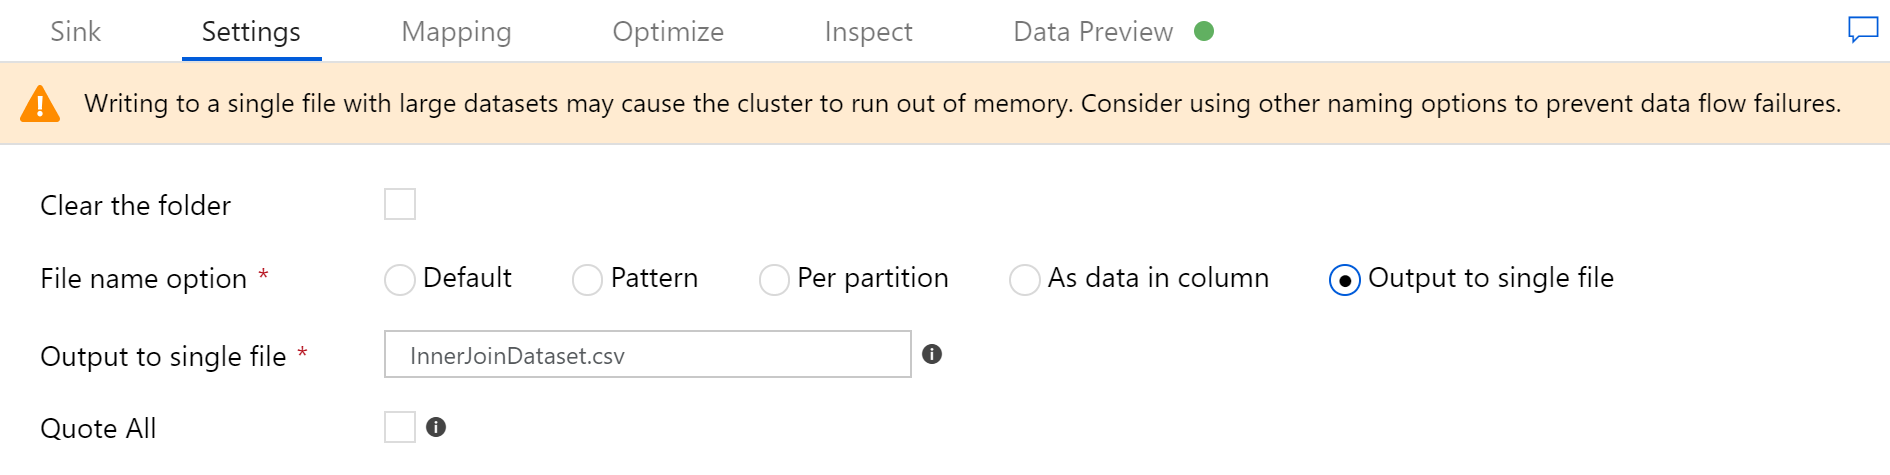 Sink Settings Mapping Optimize Inspect Data Preview
Writing to a single file with large datasets may cause the cluster to run out of memory. Consider using other naming options to prevent data flow failures.
Clear the folder
File name option * Default Pattern Per partition As data in column Output to single file
Output to single file * InnerJoinDataset.csv
Quote All